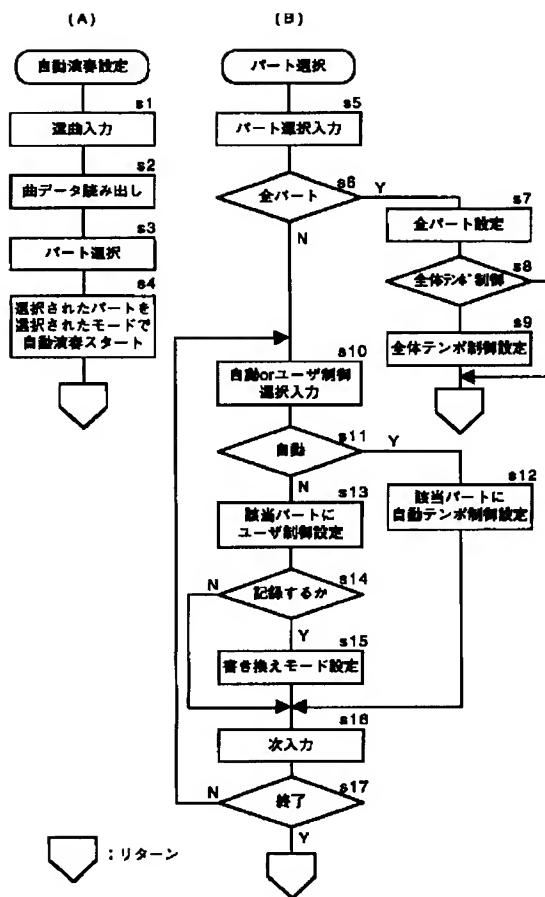 (A)
自動演奏設定
s1
選曲入力
s2
曲データ読み出し
s3
パート選択
s4
選択されたパートを
選択されたモードで
自動演奏スタート
(B)
パート選択
s5
パート選択入力
s6
全パート
Y
N
s7
全パート設定
s8
全体テンポ制御
s9
全体テンポ制御設定
s10
自動orユーザ制御
選択入力
s11
自動
Y
N
s12
該当パートに
自動テンポ制御設定
s13
該当パートに
ユーザ制御設定
s14
記録するか
N
Y
s15
書き換えモード設定
s16
次入力
s17
終了
N
Y
:リターン